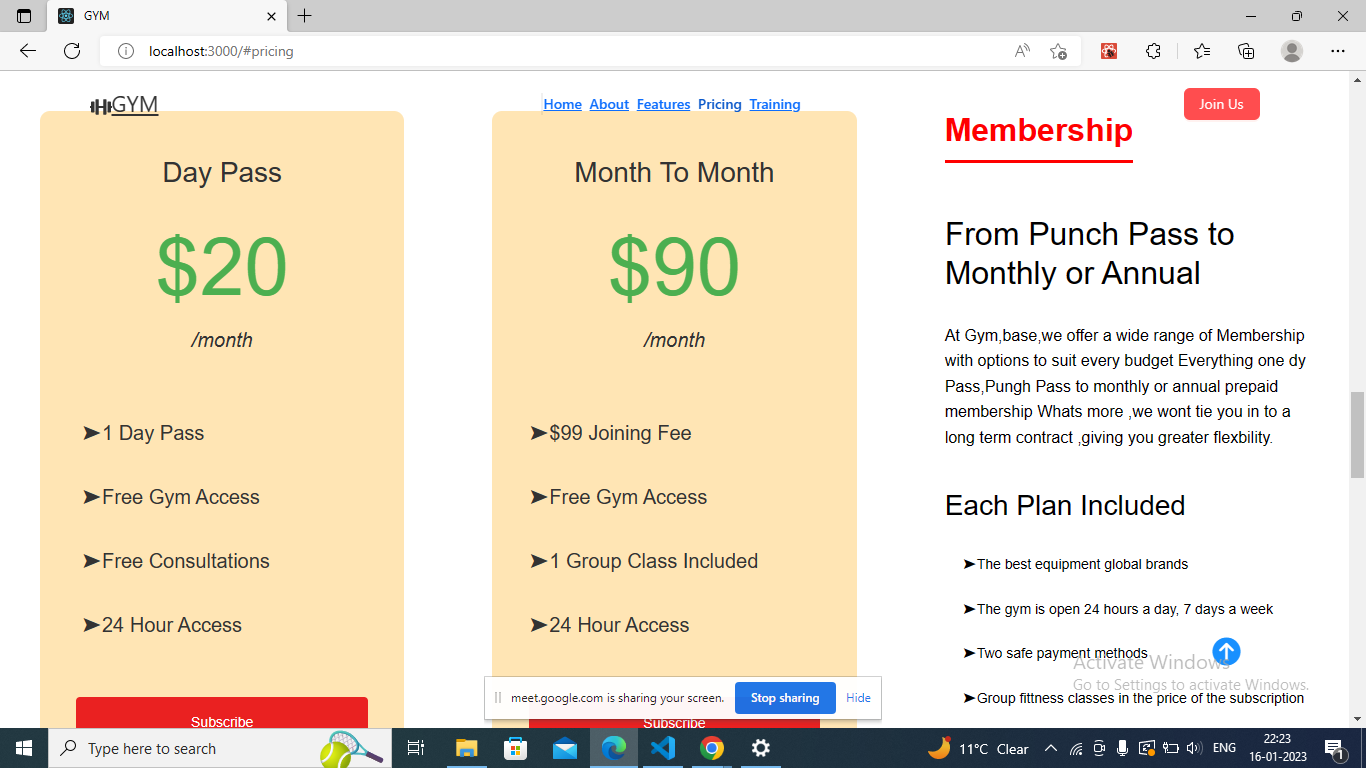 GYM
localhost:3000/#pricing
GYM
Home About Features Pricing Training
Join Us
Day Pass
$20
/month
➤1 Day Pass
➤Free Gym Access
➤Free Consultations
➤24 Hour Access
Subscribe
Month To Month
$90
/month
➤$99 Joining Fee
➤Free Gym Access
➤1 Group Class Included
➤24 Hour Access
Subscribe
Membership
From Punch Pass to
Monthly or Annual
At Gym,base,we offer a wide range of Membership
with options to suit every budget Everything one dy
Pass,Pungh Pass to monthly or annual prepaid
membership Whats more ,we wont tie you in to a
long term contract ,giving you greater flexbility.
Each Plan Included
➤The best equipment global brands
➤The gym is open 24 hours a day, 7 days a week
➤Two safe payment methods
➤Group fittness classes in the price of the subscription
Activate Windows
Go to Settings to activate Windows.
meet.google.com is sharing your screen.
Stop sharing
Hide
Type here to search
11°C Clear
ENG
22:23
16-01-2023
1